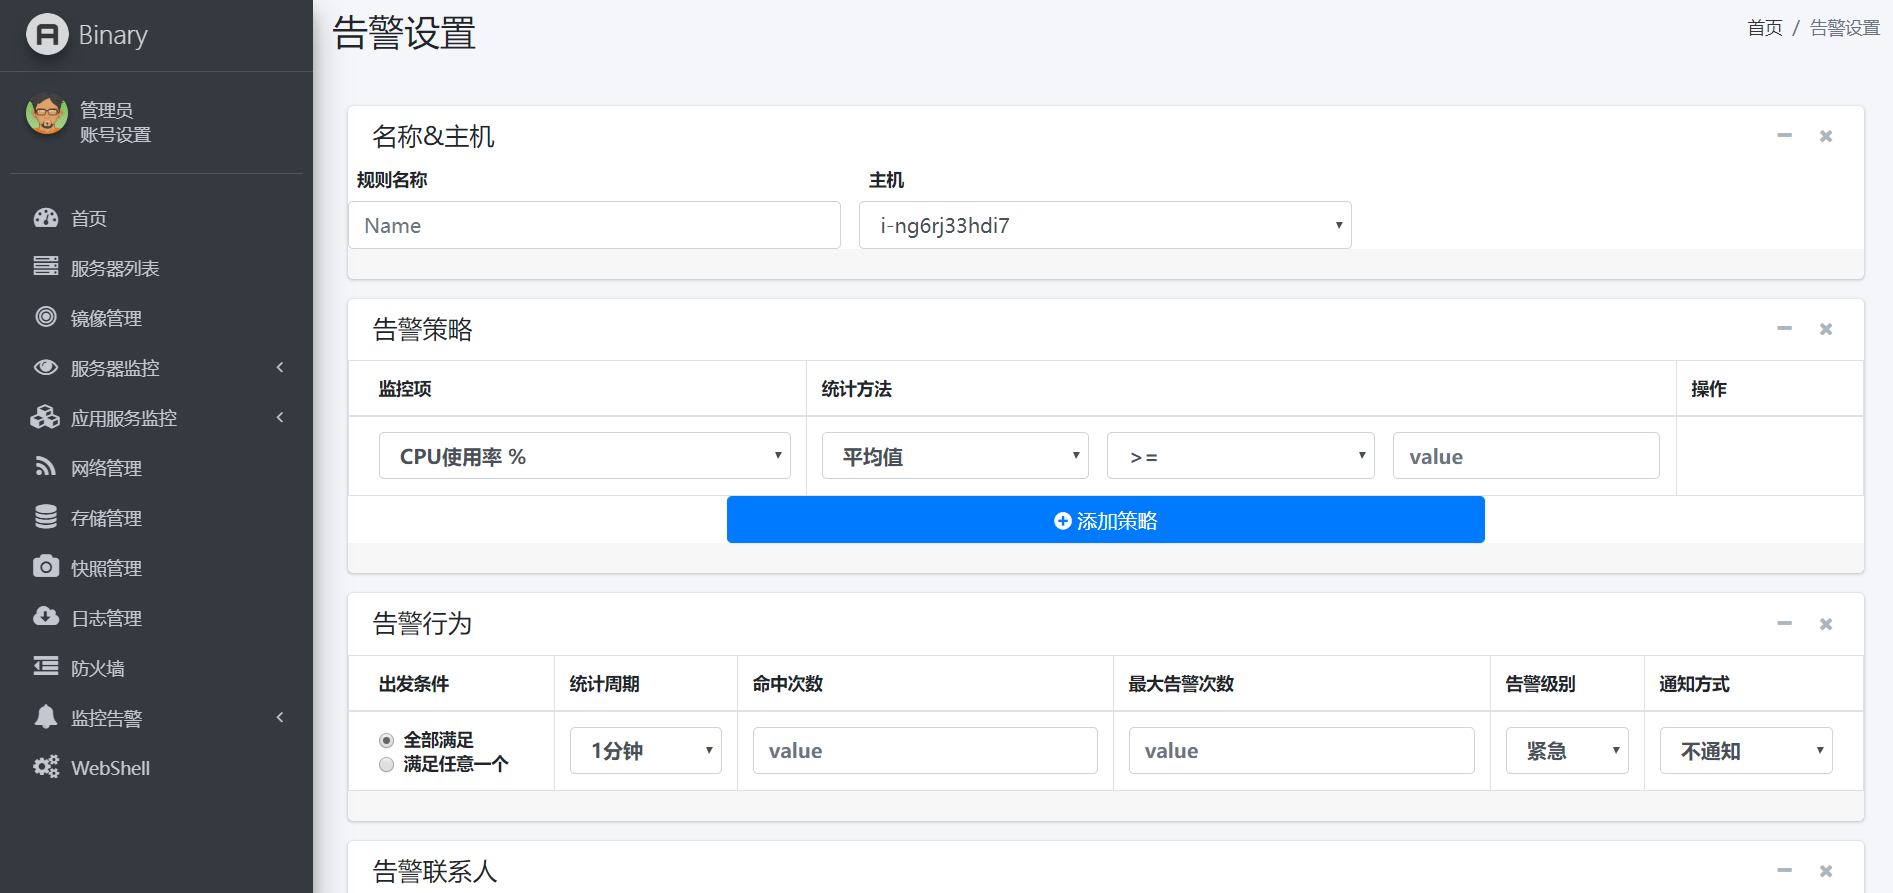 Binary
管理员
账号设置
首页
服务器列表
镜像管理
服务器监控
应用服务监控
网络管理
存储管理
快照管理
日志管理
防火墙
监控告警
WebShell
告警设置
首页 / 告警设置
名称&主机
规则名称 主机
Name i-ng6rj33hdi7
告警策略
监控项 统计方法 操作
CPU使用率 % 平均值 >= value
添加策略
告警行为
出发条件 统计周期 命中次数 最大告警次数 告警级别 通知方式
全部满足
满足任意一个
1分钟 value value 紧急 不通知
告警联系人